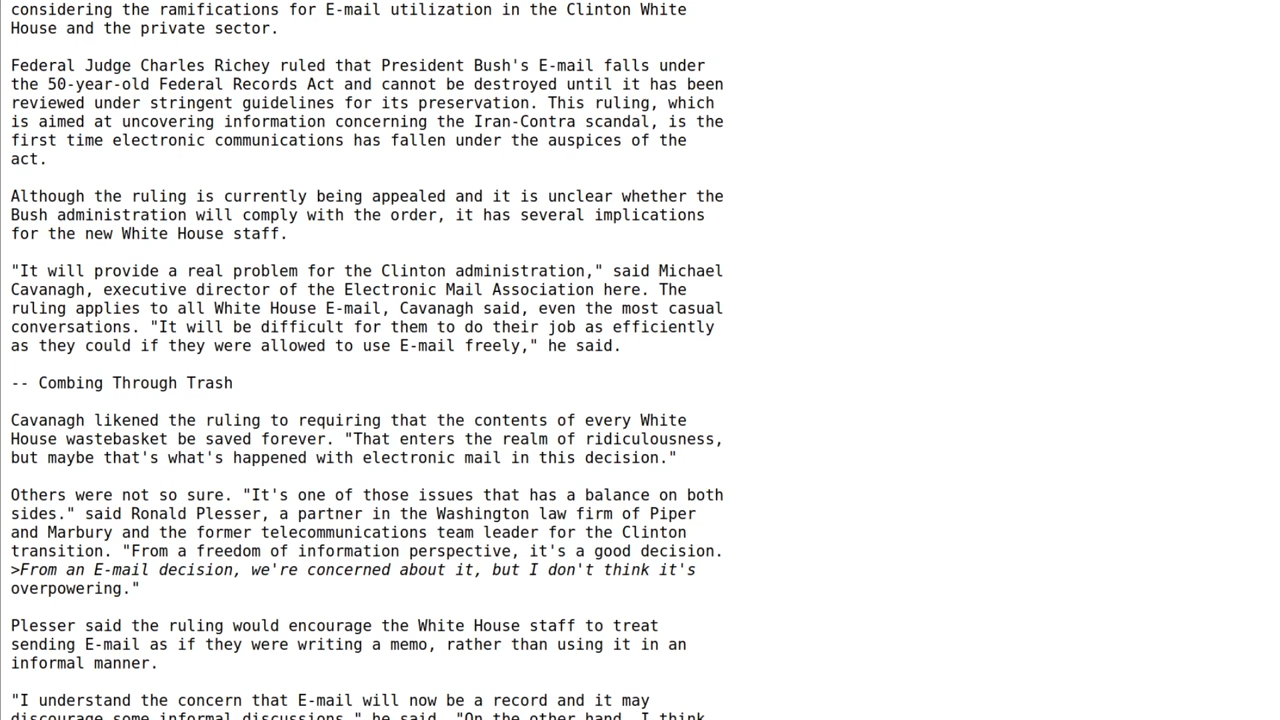 considering the ramifications for E-mail utilization in the Clinton White
House and the private sector.
Federal Judge Charles Richey ruled that President Bush's E-mail falls under
the 50-year-old Federal Records Act and cannot be destroyed until it has been
reviewed under stringent guidelines for its preservation. This ruling, which
is aimed at uncovering information concerning the Iran-Contra scandal, is the
first time electronic communications has fallen under the auspices of the
act.
Although the ruling is currently being appealed and it is unclear whether the
Bush administration will comply with the order, it has several implications
for the new White House staff.
"It will provide a real problem for the Clinton administration," said Michael
Cavanagh, executive director of the Electronic Mail Association here. The
ruling applies to all White House E-mail, Cavanagh said, even the most casual
conversations. "It will be difficult for them to do their job as efficiently
as they could if they were allowed to use E-mail freely," he said.
-- Combing Through Trash
Cavanagh likened the ruling to requiring that the contents of every White
House wastebasket be saved forever. "That enters the realm of ridiculousness,
but maybe that's what's happened with electronic mail in this decision."
Others were not so sure. "It's one of those issues that has a balance on both
sides." said Ronald Plesser, a partner in the Washington law firm of Piper
and Marbury and the former telecommunications team leader for the Clinton
transition. "From a freedom of information perspective, it's a good decision.
>From an E-mail decision, we're concerned about it, but I don't think it's
overpowering."
Plesser said the ruling would encourage the White House staff to treat
sending E-mail as if they were writing a memo, rather than using it in an
informal manner.
"I understand the concern that E-mail will now be a record and it may
discourage some informal discussions," he said. "On the other hand, I think